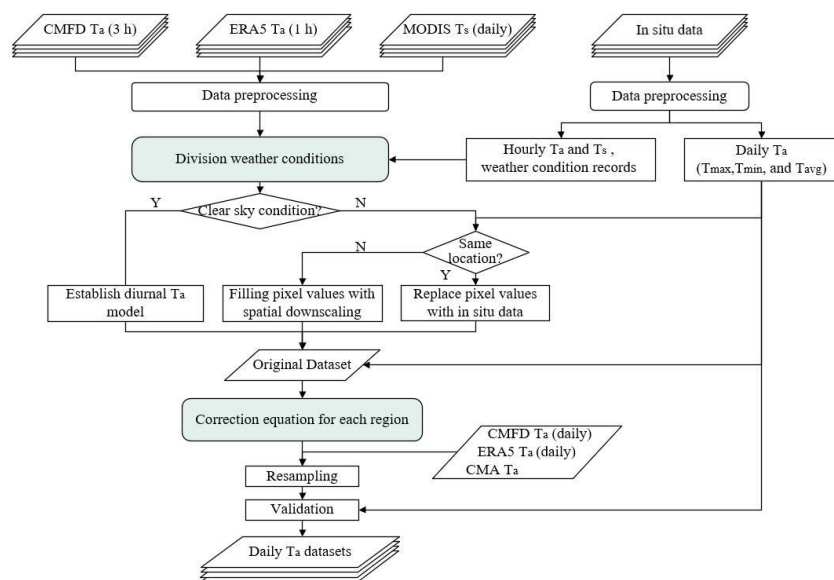 CMFD Ta (3 h)
ERA5 Ta (1 h)
MODIS Ts (daily)
In situ data
Data preprocessing
Data preprocessing
Division weather conditions
Hourly Ta and Ts ,
weather condition records
Daily Ta
(Tmax,Tmin, and Tavg)
Y
Clear sky condition?
N
N
Same
location?
Y
Establish diurnal Ta
model
Filling pixel values with
spatial downscaling
Replace pixel values
with in situ data
Original Dataset
Correction equation for each region
CMFD Ta (daily)
ERA5 Ta (daily)
CMA Ta
Resampling
Validation
Daily Ta datasets